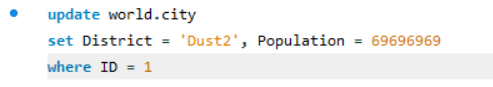 update world.city
set District = 'Dust2', Population = 69696969
where ID = 1